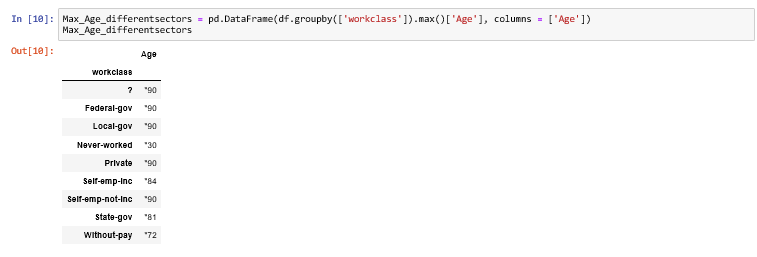 In [10]: Max_Age_differentsectors = pd.DataFrame(df.groupby(['workclass']).max()['Age'], columns = ['Age'])
Max_Age_differentsectors
Out[10]:
Age
workclass
? "90
Federal-gov "90
Local-gov "90
Never-worked "30
Private "90
Self-emp-inc "84
Self-emp-not-inc "90
State-gov "81
Without-pay "72